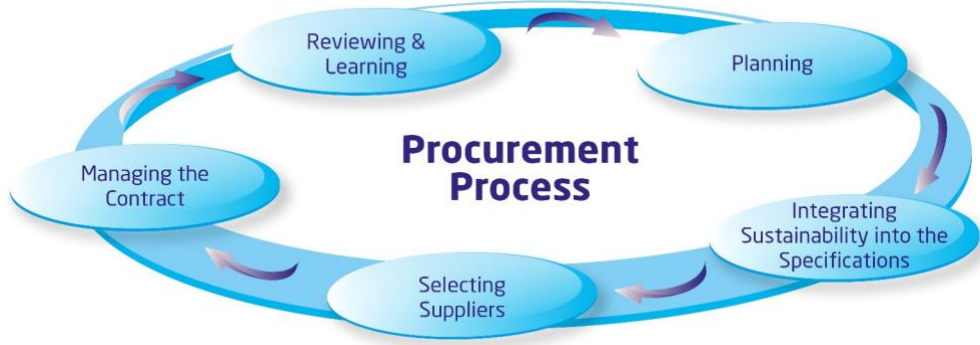 Reviewing &
Learning
Planning
Procurement
Process
Managing the
Contract
Integrating
Sustainability into the
Specifications
Selecting
Suppliers